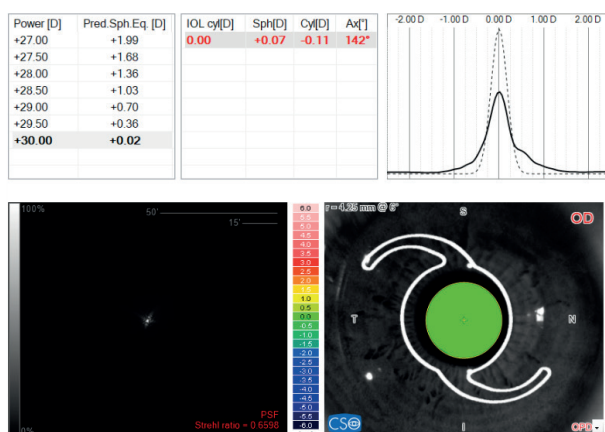 Power [D] Pred.Sph.Eq. [D]
+27.00 +1.99
+27.50 +1.68
+28.00 +1.36
+28.50 +1.03
+29.00 +0.70
+29.50 +0.36
+30.00 +0.02
IOL cyl[D] Sph[D] Cyl[D] Ax[°]
0.00 +0.07 -0.11 142°
-2.00 D -1.00 D 0.00 D 1.00 D 2.00 D
100%
50'
15'
0%
PSF
Strehl ratio = 0.6598
6.0
5.5
5.0
4.5
4.0
3.5
3.0
2.5
2.0
1.5
1.0
0.5
0.0
-0.5
-1.0
-1.5
-2.0
-2.5
-3.0
-3.5
-4.0
-4.5
-5.0
-5.5
-6.0
r = 4.25 mm @ 6°
OD
S
T
N
I
CSO
OPD